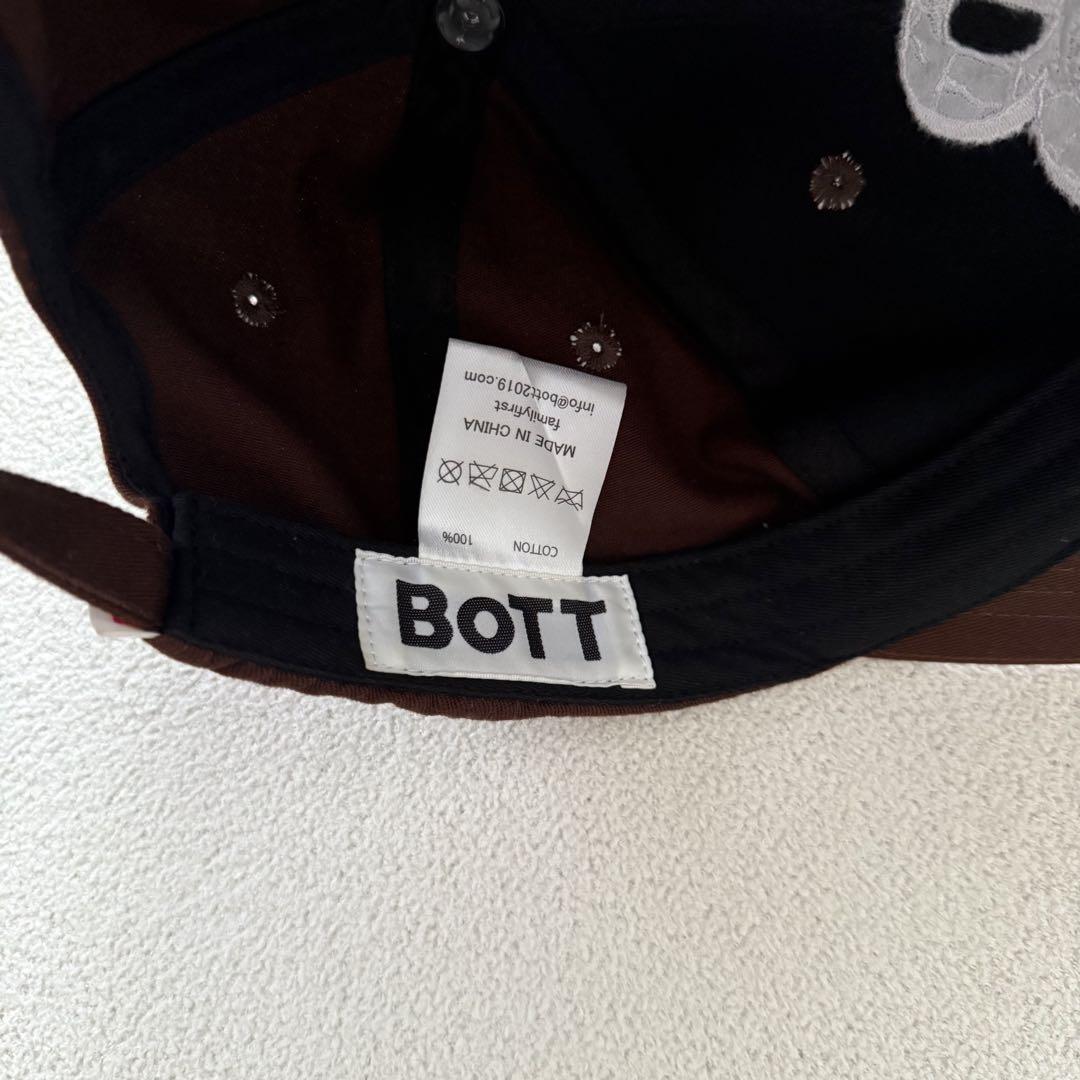 COTTON 100%
MADE IN CHINA
familyfirst
info@bott2019.com
BOTT